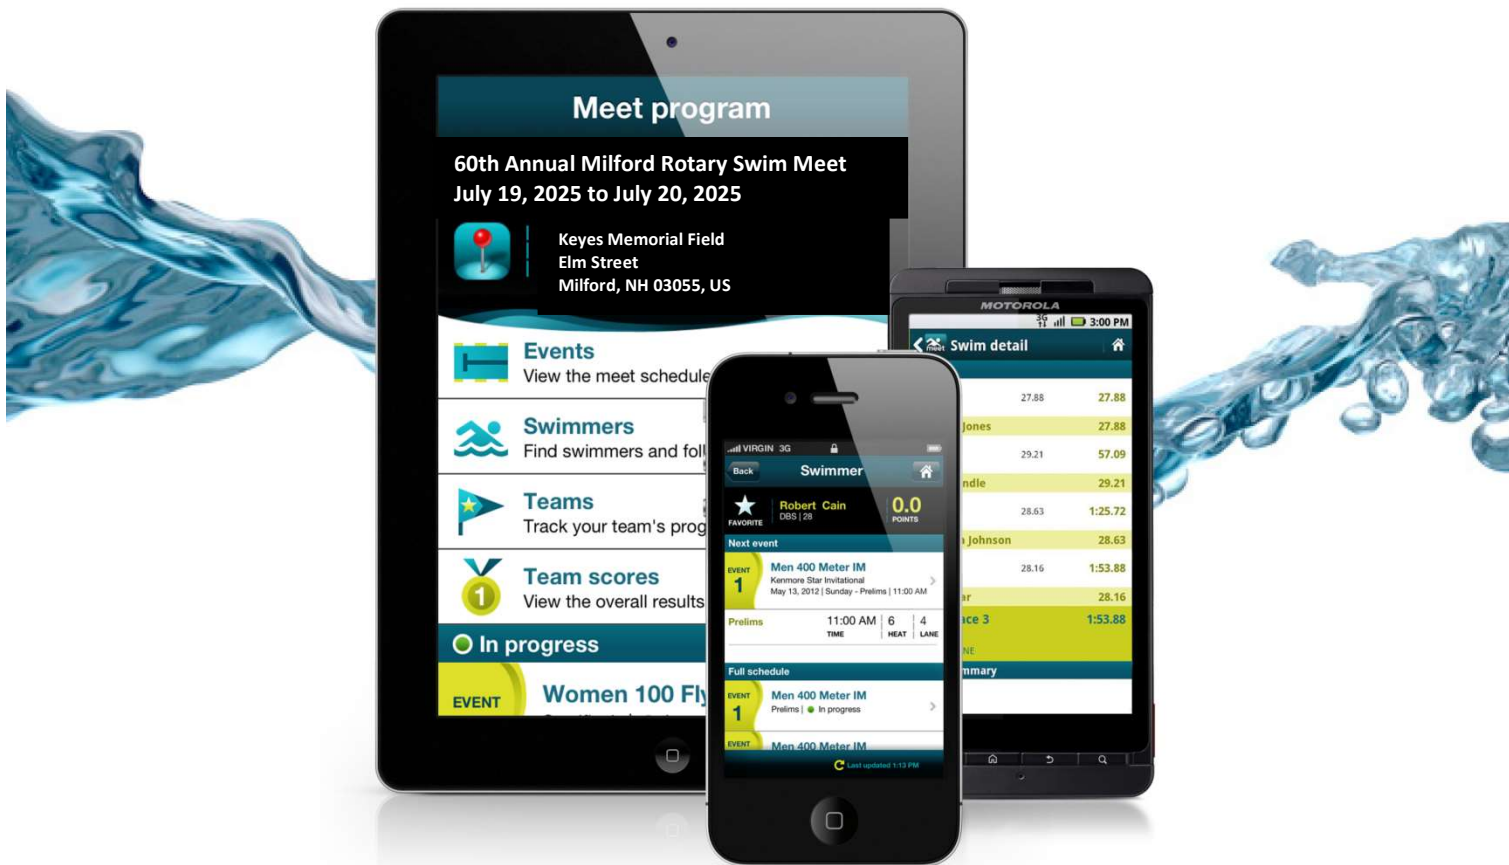 Meet program
60th Annual Milford Rotary Swim Meet
July 19, 2025 to July 20, 2025
Keyes Memorial Field
Elm Street
Milford, NH 03055, US
Events
View the meet schedule
Swimmers
Find swimmers and fol
Teams
Track your team's prog
1
Team scores
View the overall results
In progress
EVENT
Women 100 Fly
VIRGIN 3G
Back
Swimmer
FAVORITE
Robert Cain
DBS | 28
0.0
POINTS
Next event
EVENT
1
Men 400 Meter IM
Kenmore Star Invitational
May 13, 2012 | Sunday - Prelims | 11:00 AM
Prelims
11:00 AM 6 4
TIME HEAT LANE
Full schedule
EVENT
1
Men 400 Meter IM
Prelims | In progress
EVENT
Men 400 Meter IM
Last updated 1:13 PM
MOTOROLA
3G 3:00 PM
meet Swim detail
27.88 27.88
Jones 27.88
29.21 57.09
ndle 29.21
28.63 1:25.72
Johnson 28.63
28.16 1:53.88
ar 28.16
ace 3 1:53.88
NE
mmary